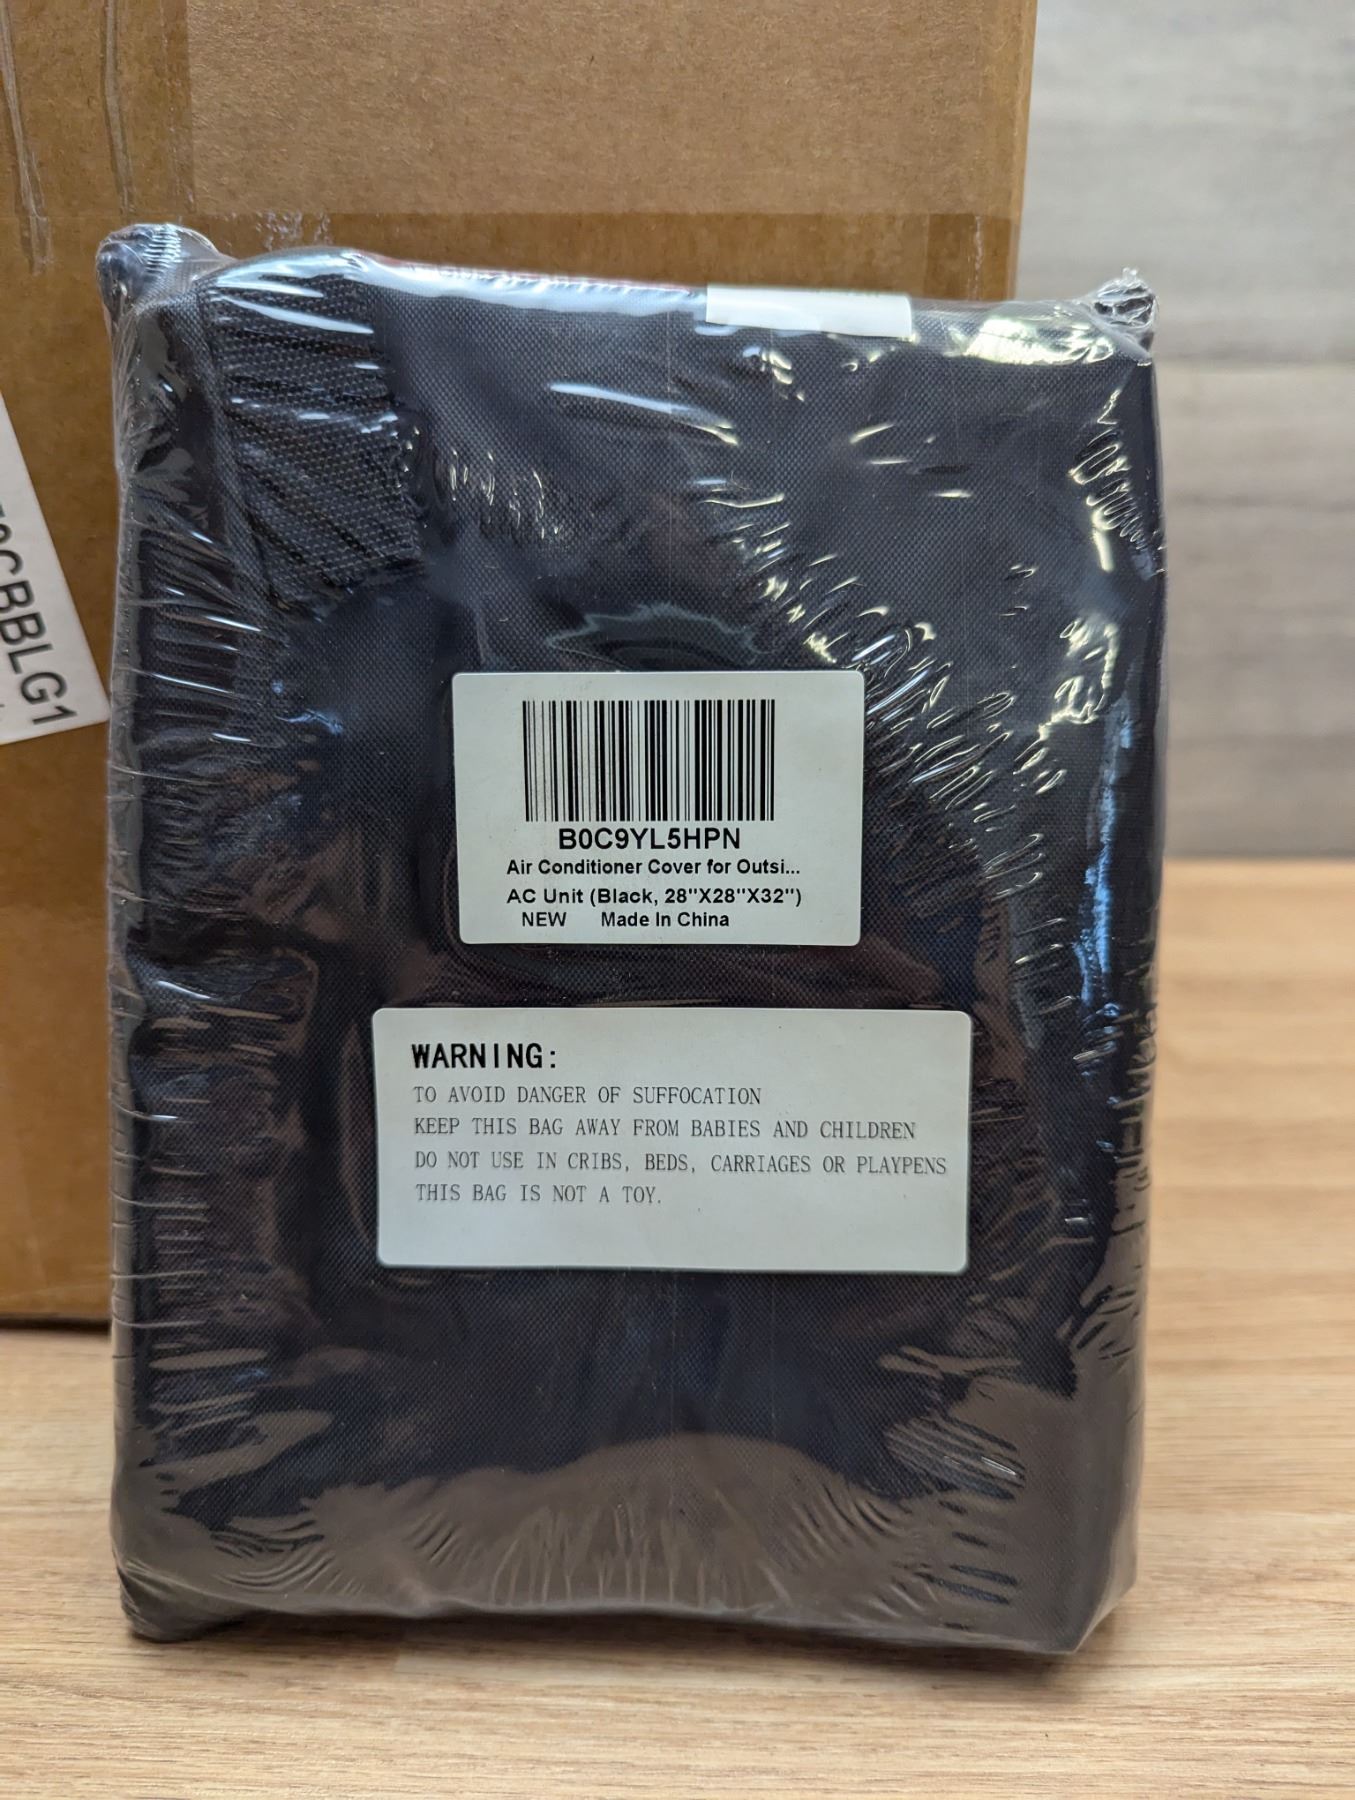 B0C9YL5HPN
Air Conditioner Cover for Outsi...
AC Unit (Black, 28"X28"X32")
NEW Made In China
WARNING:
TO AVOID DANGER OF SUFFOCATION
KEEP THIS BAG AWAY FROM BABIES AND CHILDREN
DO NOT USE IN CRIBS, BEDS, CARRIAGES OR PLAYPENS
THIS BAG IS NOT A TOY.
CBBLG1